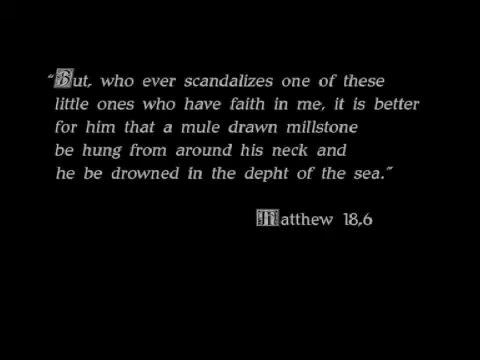 “But, who ever scandalizes one of these
little ones who have faith in me, it is better
for him that a mule drawn millstone
be hung from around his neck and
he be drowned in the depht of the sea.”
Matthew 18,6